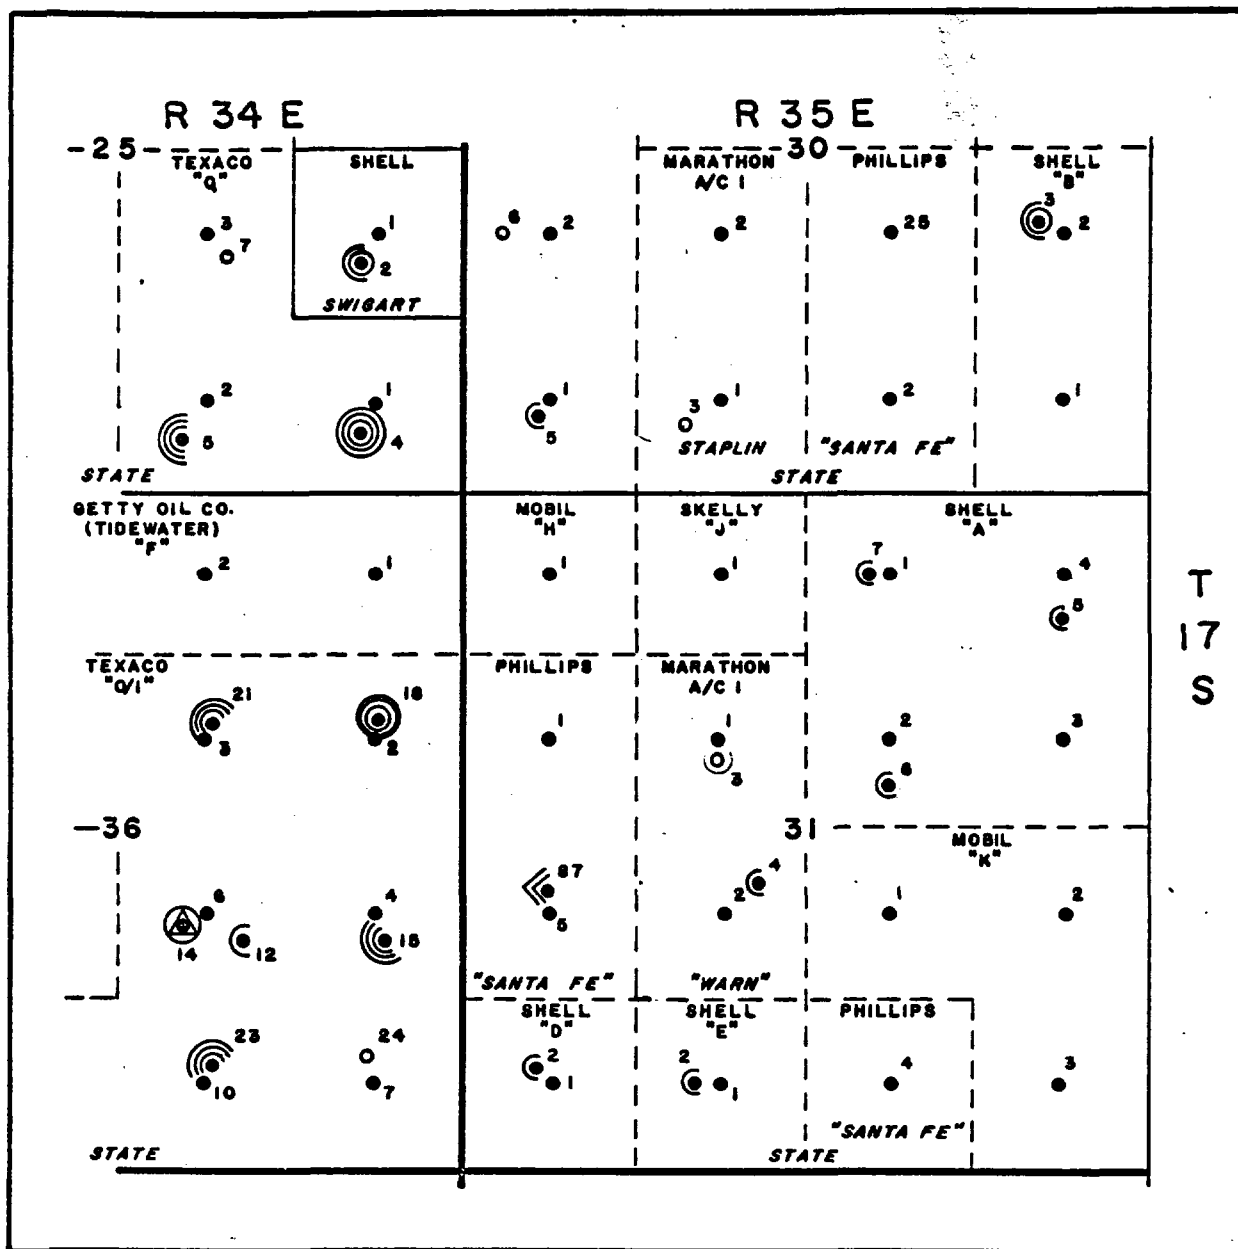 R 34 E R 35 E
-25- 30
TEXACO SHELL MARATHON PHILLIPS SHELL
"Q" A/C 1 "B"
3 1 6 2 2 25 3 2
7 2
SWIGART
2 1 1 1 2 1
5 4 5 3
STAPLIN "SANTA FE"
STATE STATE
GETTY OIL CO. MOBIL SKELLY SHELL
(TIDEWATER) "H" "J" "A"
"F"
2 1 1 1 7 1 4
5
T
17
S
TEXACO PHILLIPS MARATHON
"O/1" A/C 1
21 18 1 1 2 3
3 2 3 6
-36 31
MOBIL
"K"
6 4 87 4 1 2
14 12 15 5 2
"SANTA FE" "WARN"
SHELL SHELL PHILLIPS
"D" "E"
23 24 2 2 4 3
10 7 1 1
"SANTA FE"
STATE STATE